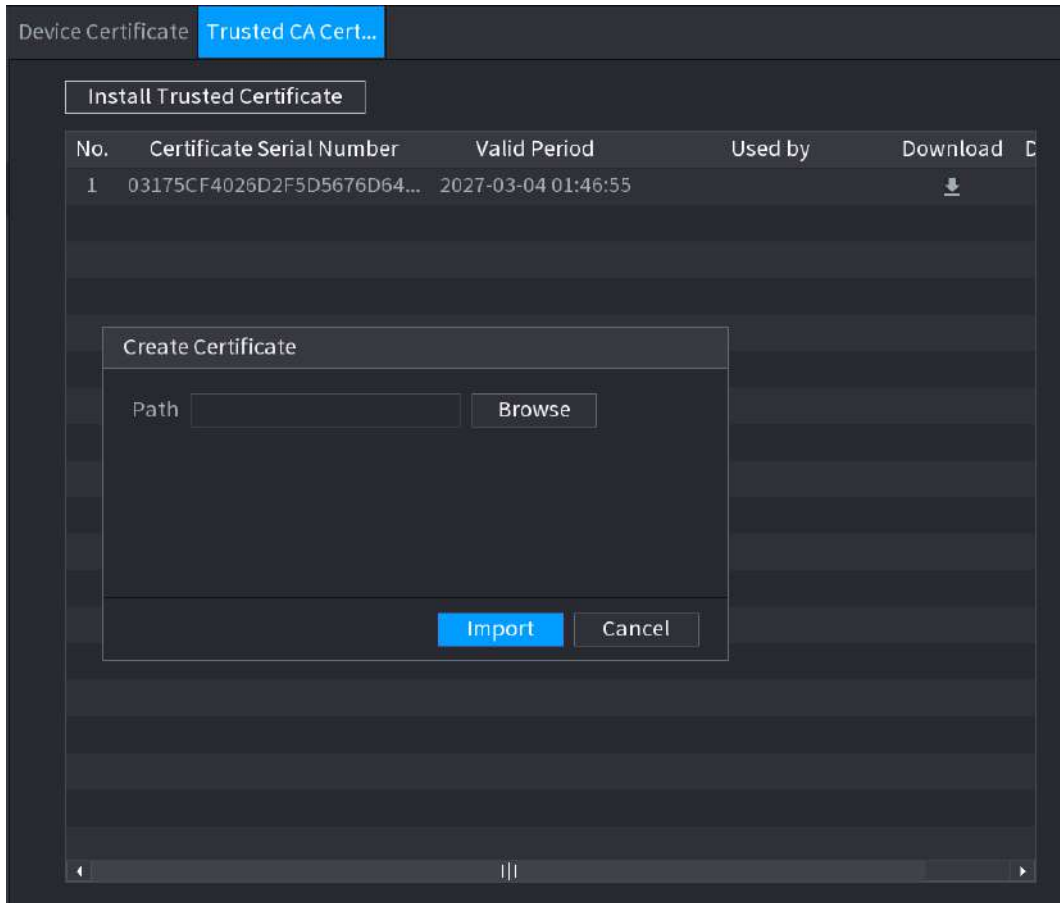 Device Certificate Trusted CA Cert...
Install Trusted Certificate
No. Certificate Serial Number Valid Period Used by Download D
1 03175CF4026D2F5D5676D64... 2027-03-04 01:46:55
Create Certificate
Path Browse
Import Cancel